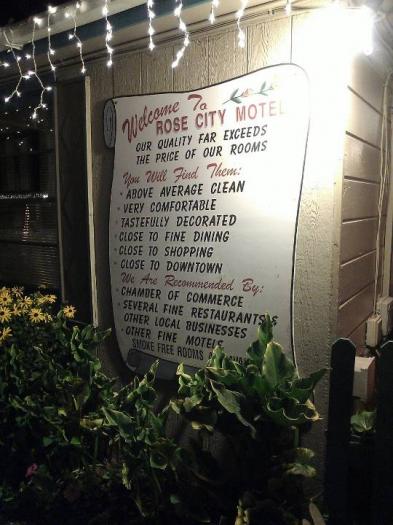 Welcome To
ROSE CITY MOTEL
OUR QUALITY FAR EXCEEDS
THE PRICE OF OUR ROOMS
You Will Find Them:
ABOVE AVERAGE CLEAN
VERY COMFORTABLE
TASTEFULLY DECORATED
CLOSE TO FINE DINING
CLOSE TO SHOPPING
CLOSE TO DOWNTOWN
We Are Recommended By:
CHAMBER OF COMMERCE
SEVERAL FINE RESTAURANTS
OTHER LOCAL BUSINESSES
OTHER FINE MOTELS
SMOKE FREE ROOMS